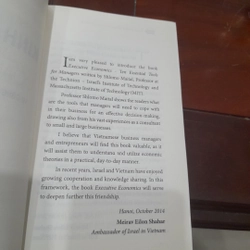 I am very pleased to introduce the book
Executive Economics – Ten Essential Tools
for Managers written by Shlomo Maital, Professor at
the Technion – Israeli Institute of Technology and
Massachusetts Institute of Technology (MIT).
Professor Shlomo Maital shows his readers what
are the tools that managers will need to cope with
in their business for an effective decision-making,
drawing also from his vast experiences as a consultant
to small and large businesses.
I believe that Vietnamese business managers
and entrepreneurs will find this book valuable, and it will
assist them to understand and utilize economic
theories in a practical, day-to-day manner.
In recent years, Israel and Vietnam have enjoyed
growing cooperation and knowledge sharing. In this
framework, the book Executive Economics will serve
to deepen further this friendship.
Hanoi, October 2014
Meirav Eilon Shahar
Ambassador of Israel to Vietnam